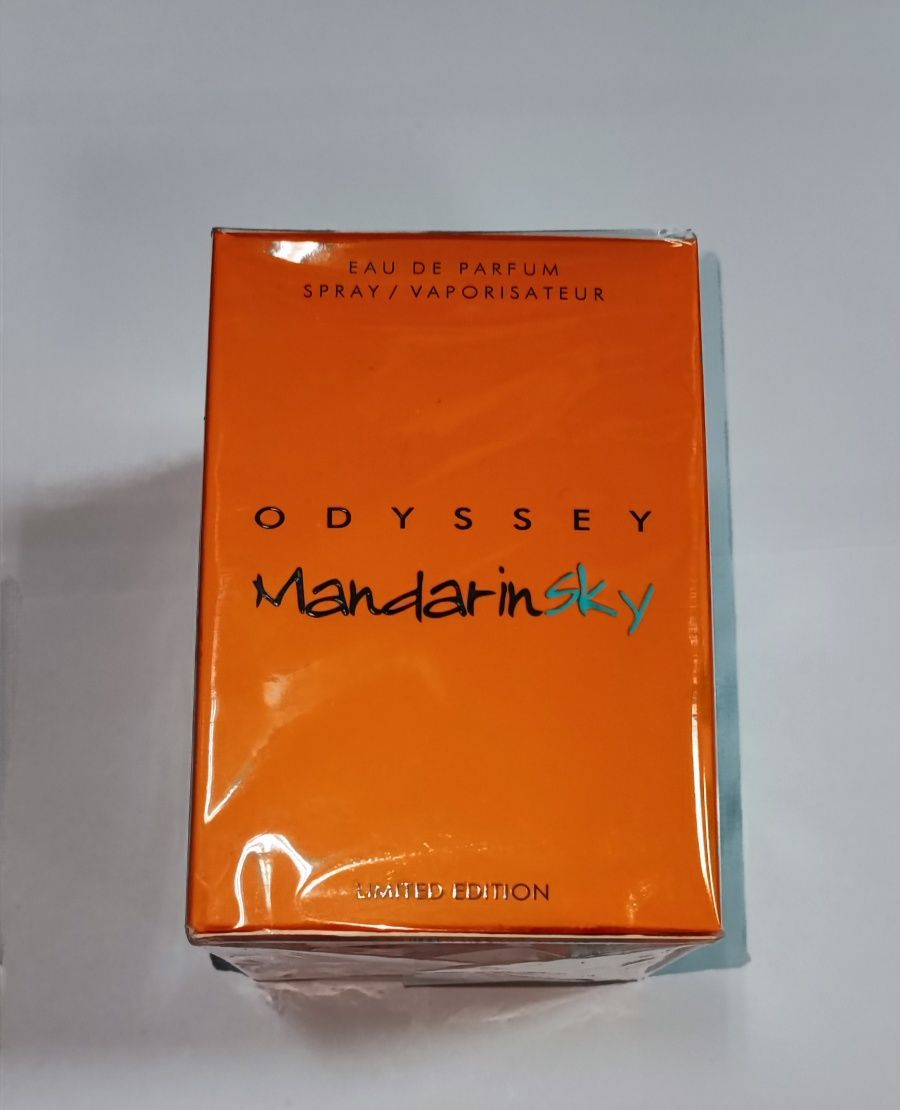 EAU DE PARFUM
SPRAY / VAPORISATEUR
ODYSSEY
Mandarinsky
LIMITED EDITION